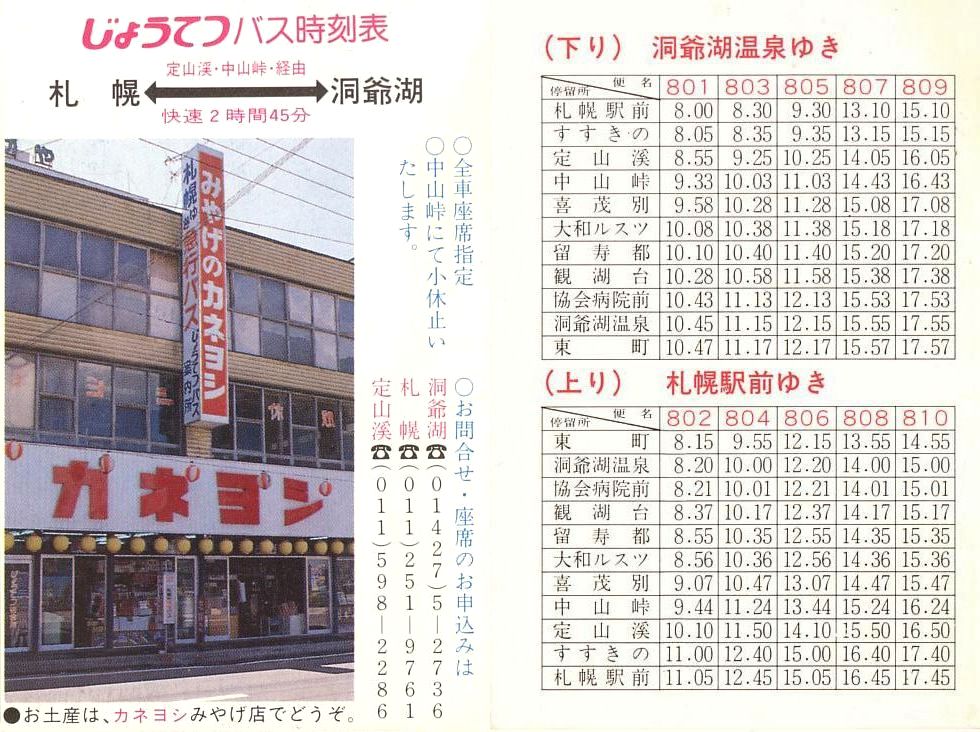 じょうてつバス時刻表
定山渓・中山峠・経由
札幌 ⟷ 洞爺湖
快速2時間45分
○全車座席指定
○中山峠にて小休止い
たします。
○お問合せ・座席のお申込みは
洞爺湖☎(01427)5―2736
札幌☎(011)251―9761
定山渓☎(011)598―2286
みやげのカネヨシ
札幌ゆき急行バス
じょうてつバス案内所
カネヨシ
●お土産は、カネヨシみやげ店でどうぞ。
(下り) 洞爺湖温泉ゆき
停留所 便名 801 803 805 807 809
札幌駅前 8.00 8.30 9.30 13.10 15.10
すすきの 8.05 8.35 9.35 13.15 15.15
定山渓 8.55 9.25 10.25 14.05 16.05
中山峠 9.33 10.03 11.03 14.43 16.43
喜茂別 9.58 10.28 11.28 15.08 17.08
大和ルスツ 10.08 10.38 11.38 15.18 17.18
留寿都 10.10 10.40 11.40 15.20 17.20
観湖台 10.28 10.58 11.58 15.38 17.38
協会病院前 10.43 11.13 12.13 15.53 17.53
洞爺湖温泉 10.45 11.15 12.15 15.55 17.55
東町 10.47 11.17 12.17 15.57 17.57
(上り) 札幌駅前ゆき
停留所 便名 802 804 806 808 810
東町 8.15 9.55 12.15 13.55 14.55
洞爺湖温泉 8.20 10.00 12.20 14.00 15.00
協会病院前 8.21 10.01 12.21 14.01 15.01
観湖台 8.37 10.17 12.37 14.17 15.17
留寿都 8.55 10.35 12.55 14.35 15.35
大和ルスツ 8.56 10.36 12.56 14.36 15.36
喜茂別 9.07 10.47 13.07 14.47 15.47
中山峠 9.44 11.24 13.44 15.24 16.24
定山渓 10.10 11.50 14.10 15.50 16.50
すすきの 11.00 12.40 15.00 16.40 17.40
札幌駅前 11.05 12.45 15.05 16.45 17.45